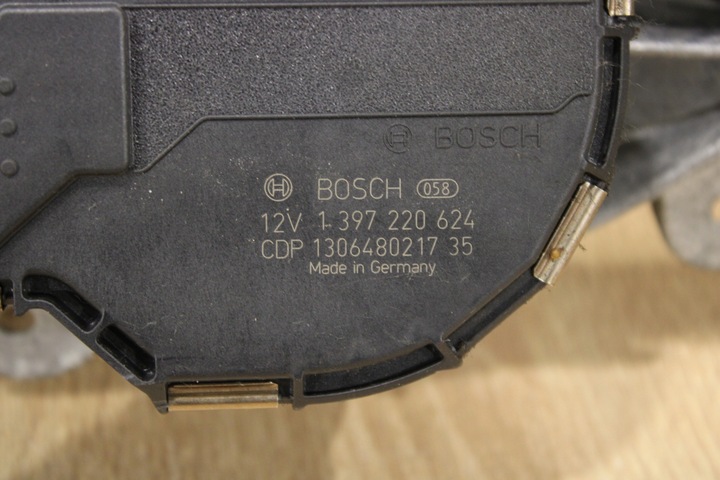 BOSCH
BOSCH 058
12V 1 397 220 624
CDP 1306480217 35
Made in Germany